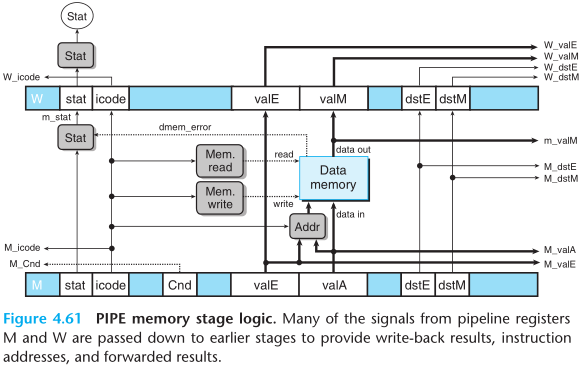 Stat
W_valE
W_valM
Stat
W_dstE
W_icode
W_dstM
W stat icode valE valM dstE dstM
m_stat
dmem_error
Stat
data out
m_valM
Mem. read
read
Data memory
M_dstE
M_dstM
Mem. write
write
data in
Addr
M_icode
M_valA
M_Cnd
M_valE
M stat icode Cnd valE valA dstE dstM
Figure 4.61 PIPE memory stage logic. Many of the signals from pipeline registers
M and W are passed down to earlier stages to provide write-back results, instruction
addresses, and forwarded results.